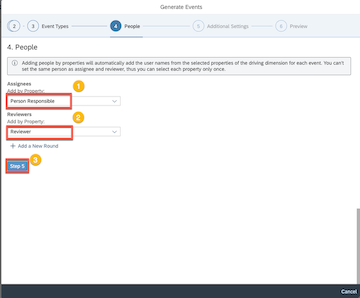 Generate Events
2 3 Event Types 4 People 5 Additional Settings 6 Preview
4. People
Adding people by properties will automatically add the user names from the selected properties of the driving dimension for each event. You can't
set the same person as assignee and reviewer, thus you can select each property only once.
Assignees
Add by Property:
1
Person Responsible
Reviewers
2
Add by Property:
Reviewer
+ Add a New Round
3
Step 5
Cancel